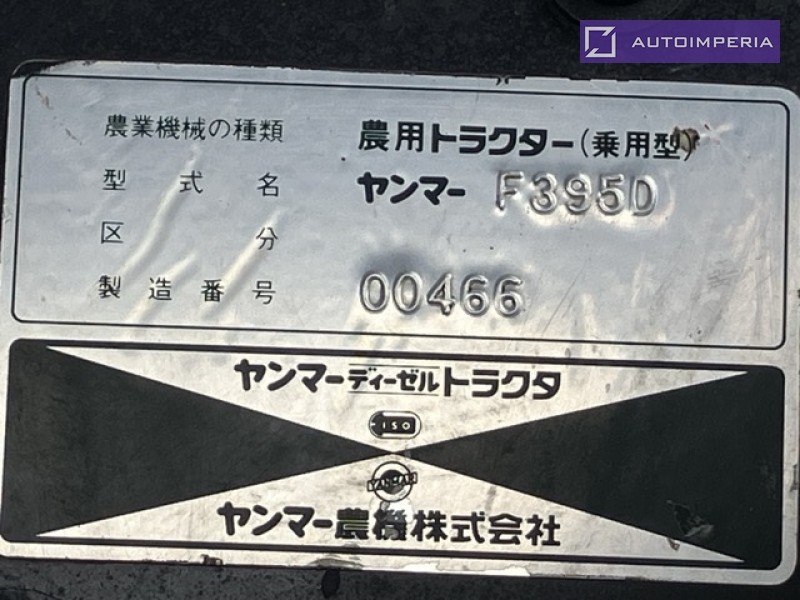 AUTOIMPERIA
農業機械の種類 農用トラクター(乗用型)
型式名 ヤンマー F395D
区分
製造番号 00466
ヤンマーディーゼルトラクタ
ISO
YANMAR
ヤンマー農機株式会社